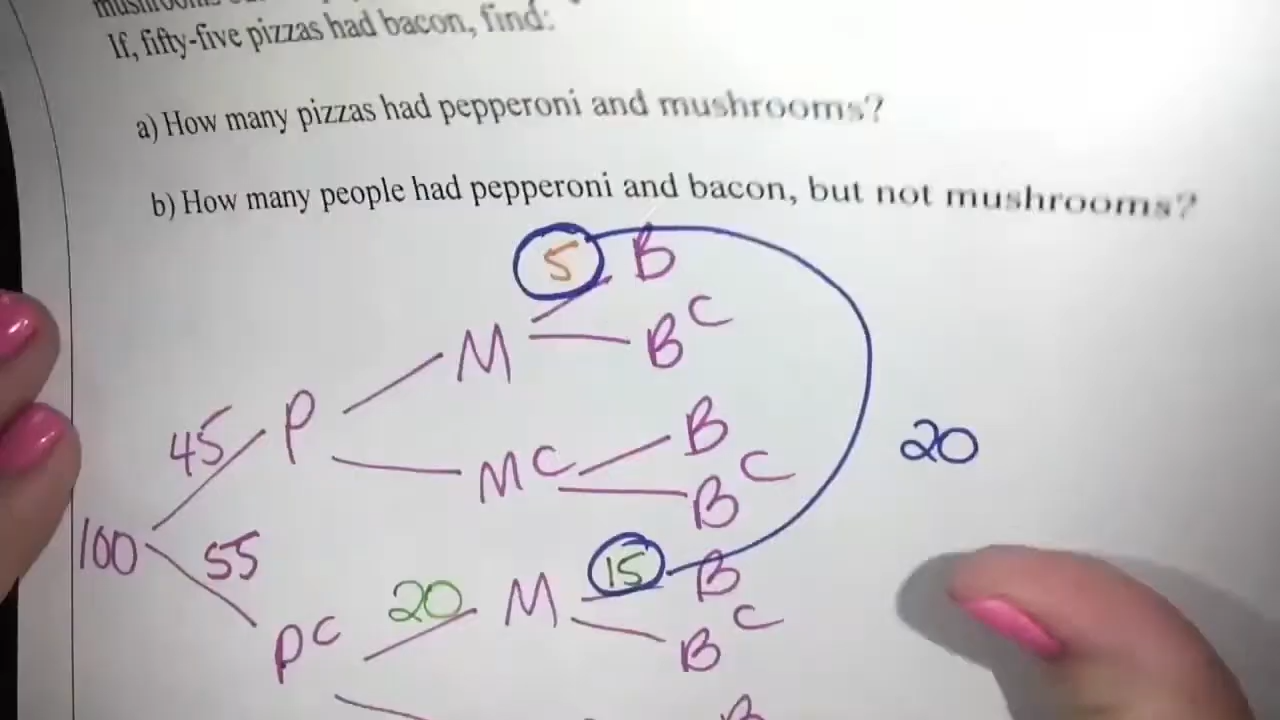 mushrooms
If, fifty-five pizzas had bacon, find:
a) How many pizzas had pepperoni and mushrooms?
b) How many people had pepperoni and bacon, but not mushrooms?
5 B
M B^C
45 P
M^C B
B^C
20
100
55
15 B
20 M
P^C B^C
B